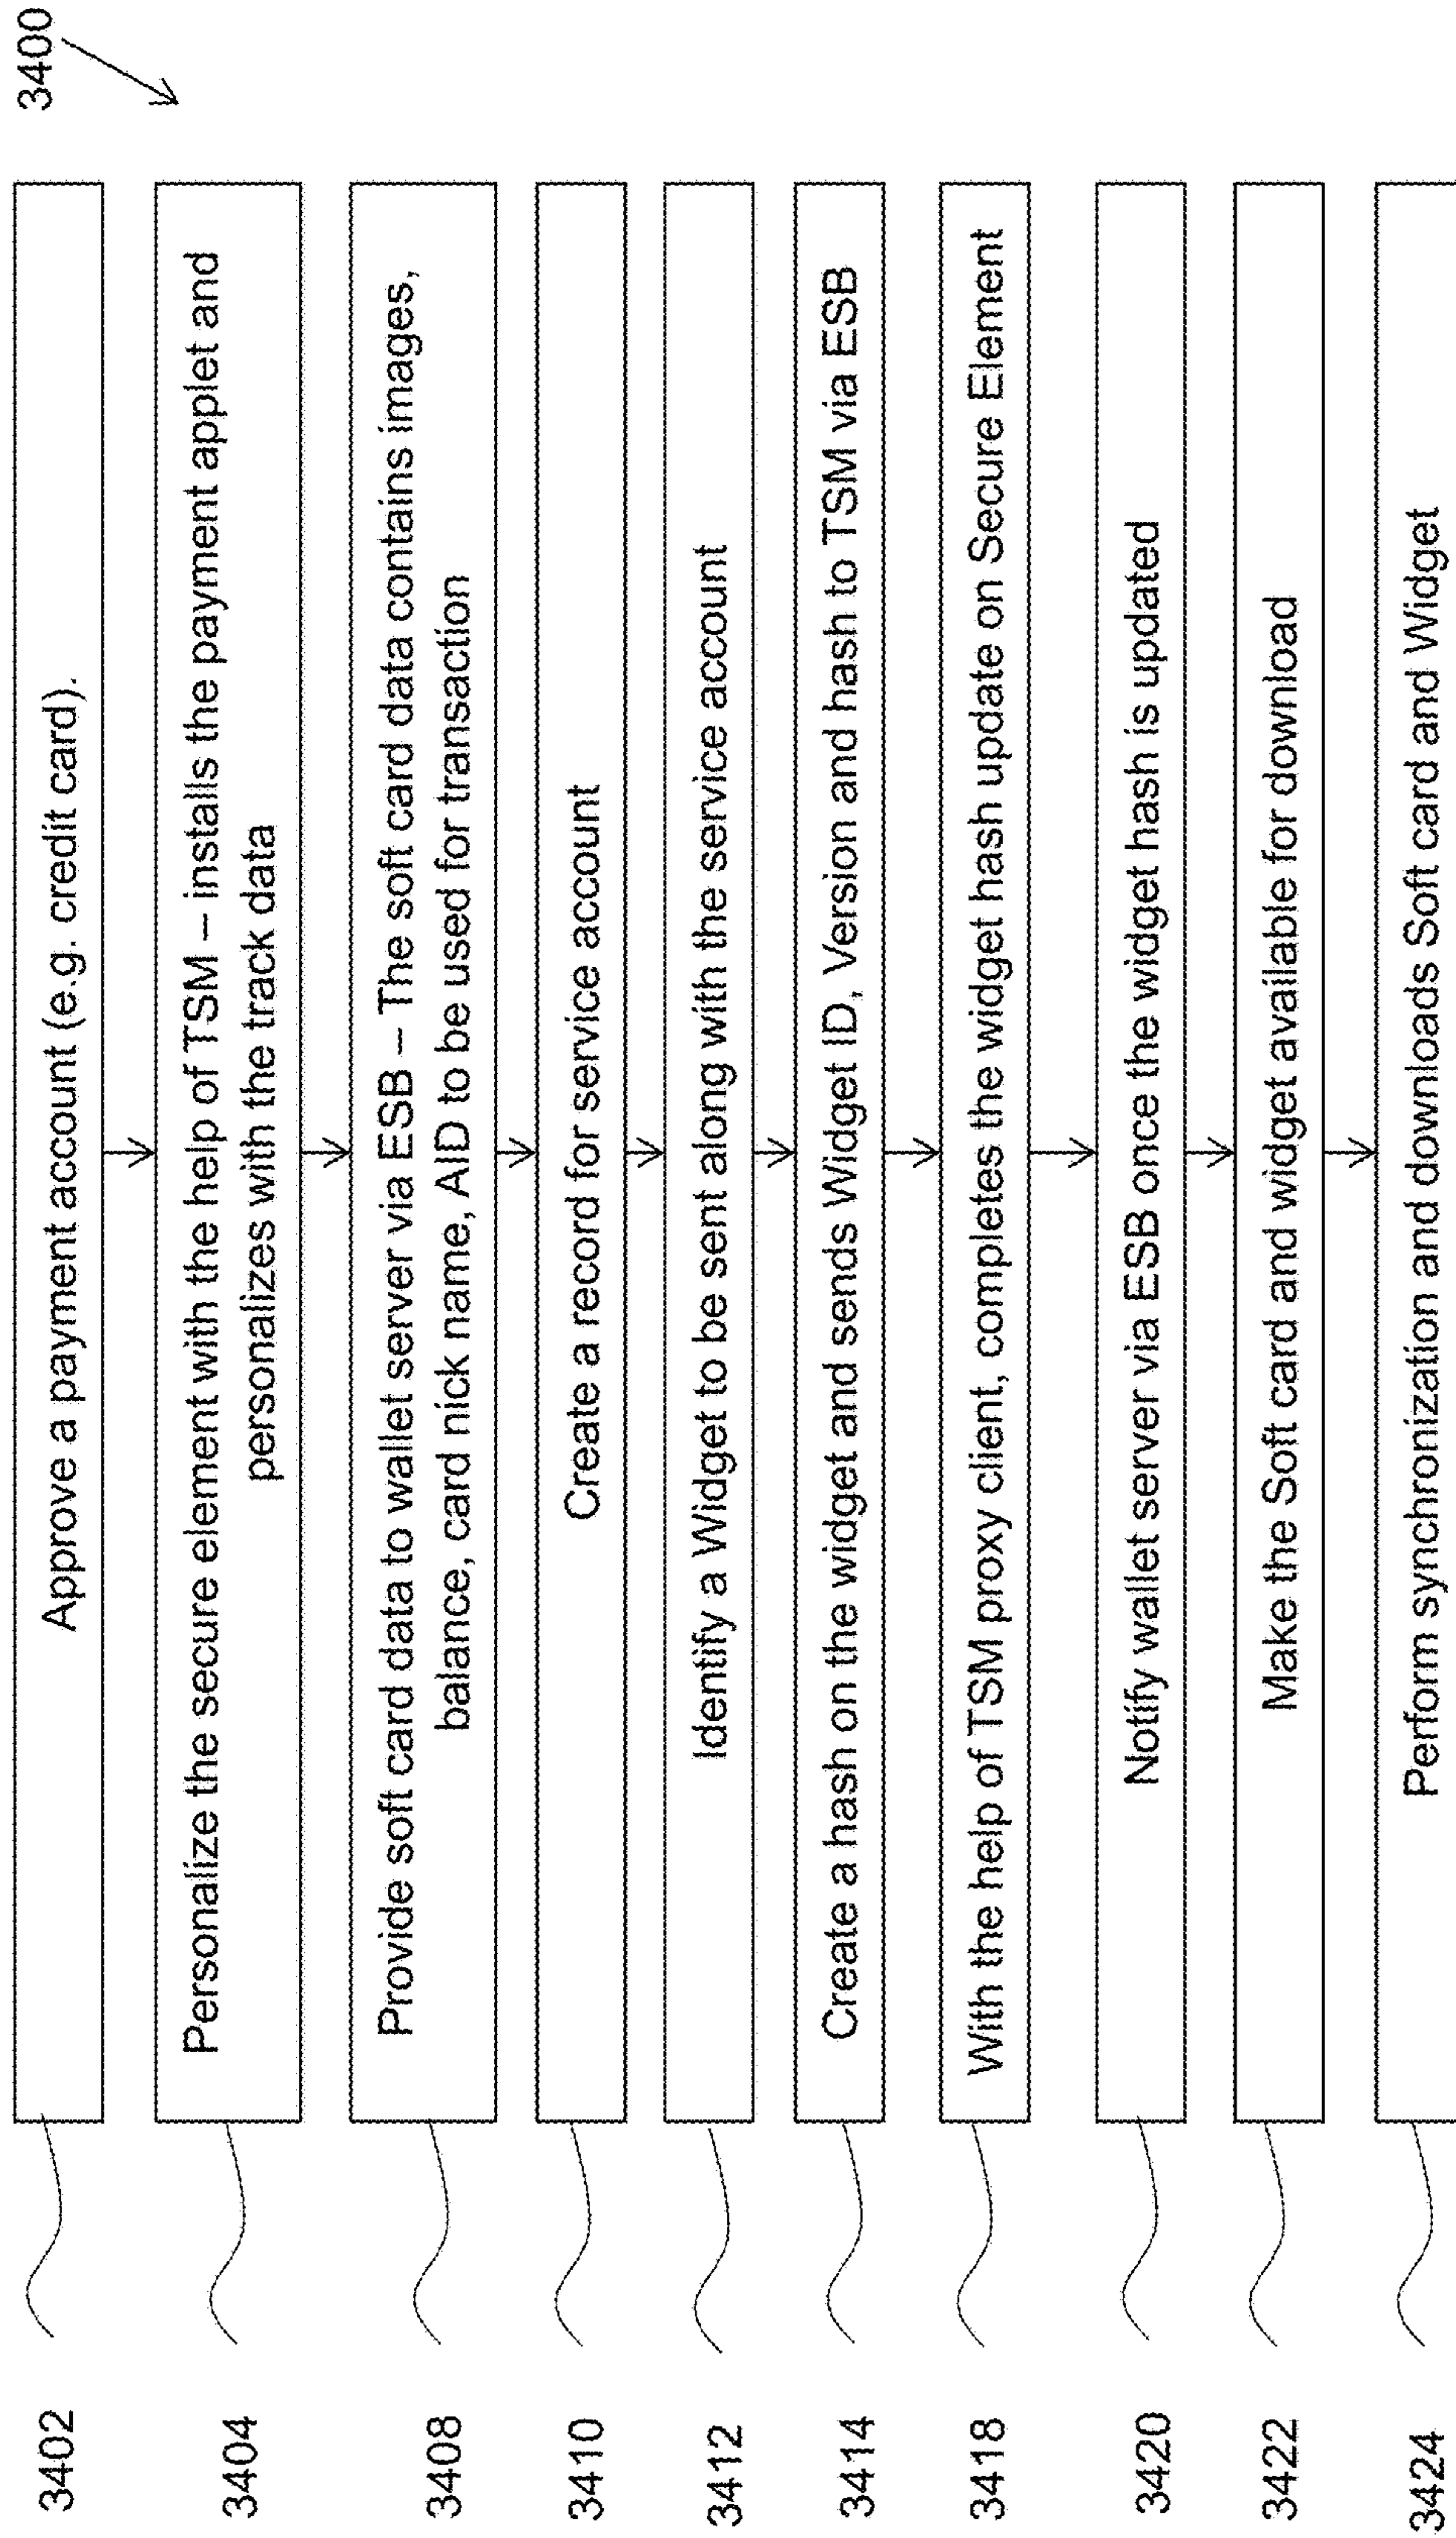 3400
3402
Approve a payment account (e.g. credit card).
3404
Personalize the secure element with the help of TSM – installs the payment applet and
personalizes with the track data
3408
Provide soft card data to wallet server via ESB – The soft card data contains images,
balance, card nick name, AID to be used for transaction
3410
Create a record for service account
3412
Identify a Widget to be sent along with the service account
3414
Create a hash on the widget and sends Widget ID, Version and hash to TSM via ESB
3418
With the help of TSM proxy client, completes the widget hash update on Secure Element
3420
Notify wallet server via ESB once the widget hash is updated
3422
Make the Soft card and widget available for download
3424
Perform synchronization and downloads Soft card and Widget